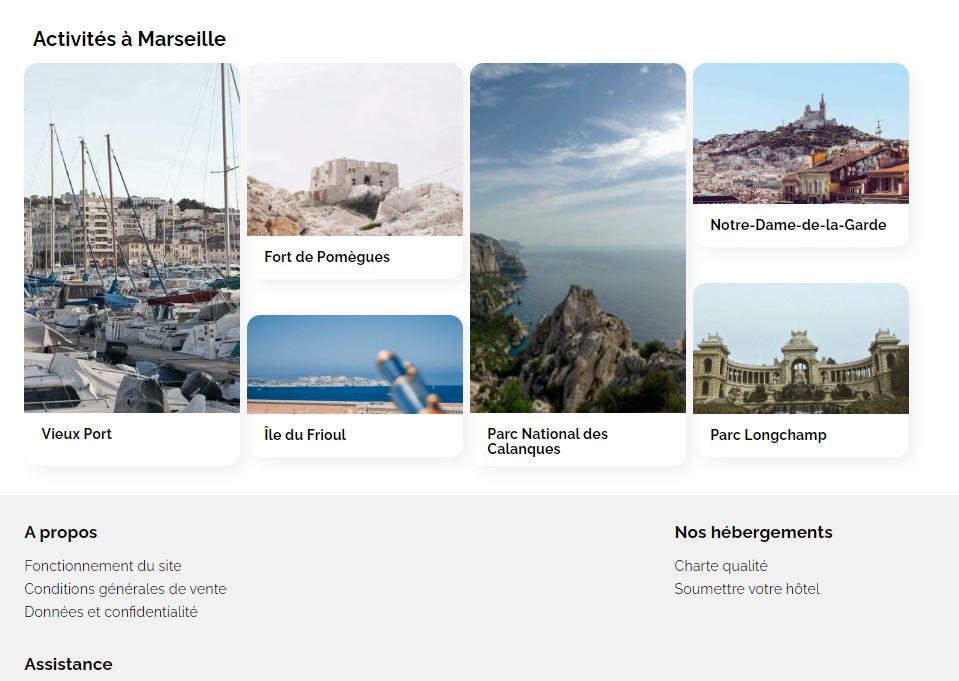 Activités à Marseille
Vieux Port
Fort de Pomègues
Île du Frioul
Parc National des
Calanques
Notre-Dame-de-la-Garde
Parc Longchamp
A propos
Fonctionnement du site
Conditions générales de vente
Données et confidentialité
Assistance
Nos hébergements
Charte qualité
Soumettre votre hôtel